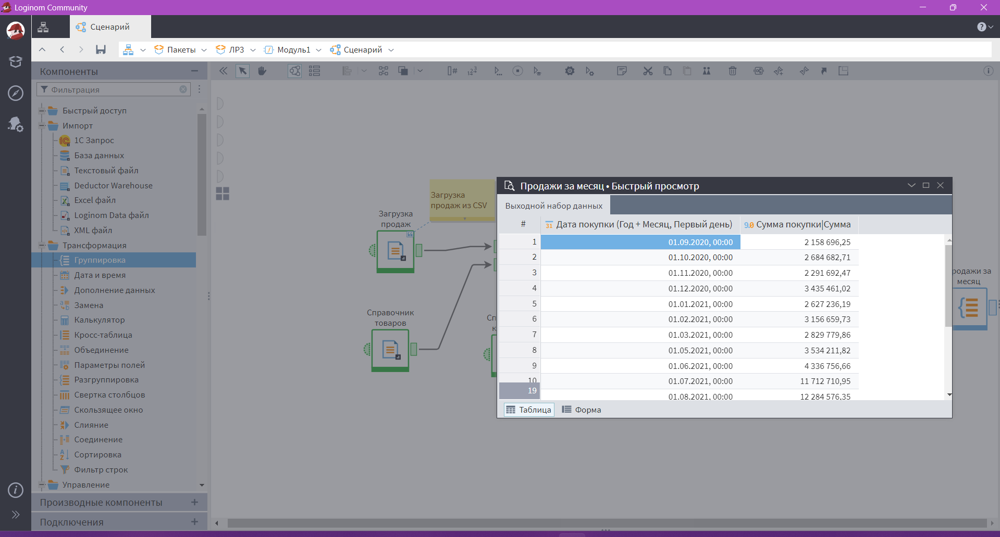 Loginom Community
Сценарий
Пакеты
ЛР3
Модуль1
Сценарий
Компоненты
Фильтрация
Быстрый доступ
Импорт
1С Запрос
База данных
Текстовый файл
Deductor Warehouse
Excel файл
Loginom Data файл
XML файл
Трансформация
Группировка
Дата и время
Дополнение данных
Замена
Калькулятор
Кросс-таблица
Объединение
Параметры полей
Разгруппировка
Свертка столбцов
Скользящее окно
Слияние
Соединение
Сортировка
Фильтр строк
Управление
Производные компоненты
Подключения
Загрузка
продаж из CSV
Загрузка
продаж
Справочник
товаров
Сп
к
родажи за
месяц
Продажи за месяц • Быстрый просмотр
Выходной набор данных
# Дата покупки (Год + Месяц, Первый день) 9.0 Сумма покупки|Сумма
1 01.09.2020, 00:00 2 158 696,25
2 01.10.2020, 00:00 2 684 682,71
3 01.11.2020, 00:00 2 291 692,47
4 01.12.2020, 00:00 3 435 461,02
5 01.01.2021, 00:00 2 627 236,19
6 01.02.2021, 00:00 3 156 659,73
7 01.03.2021, 00:00 2 829 779,86
8 01.05.2021, 00:00 3 534 211,82
9 01.06.2021, 00:00 4 336 756,66
10 01.07.2021, 00:00 11 712 710,95
19 01.08.2021, 00:00 12 284 576,35
Таблица
Форма